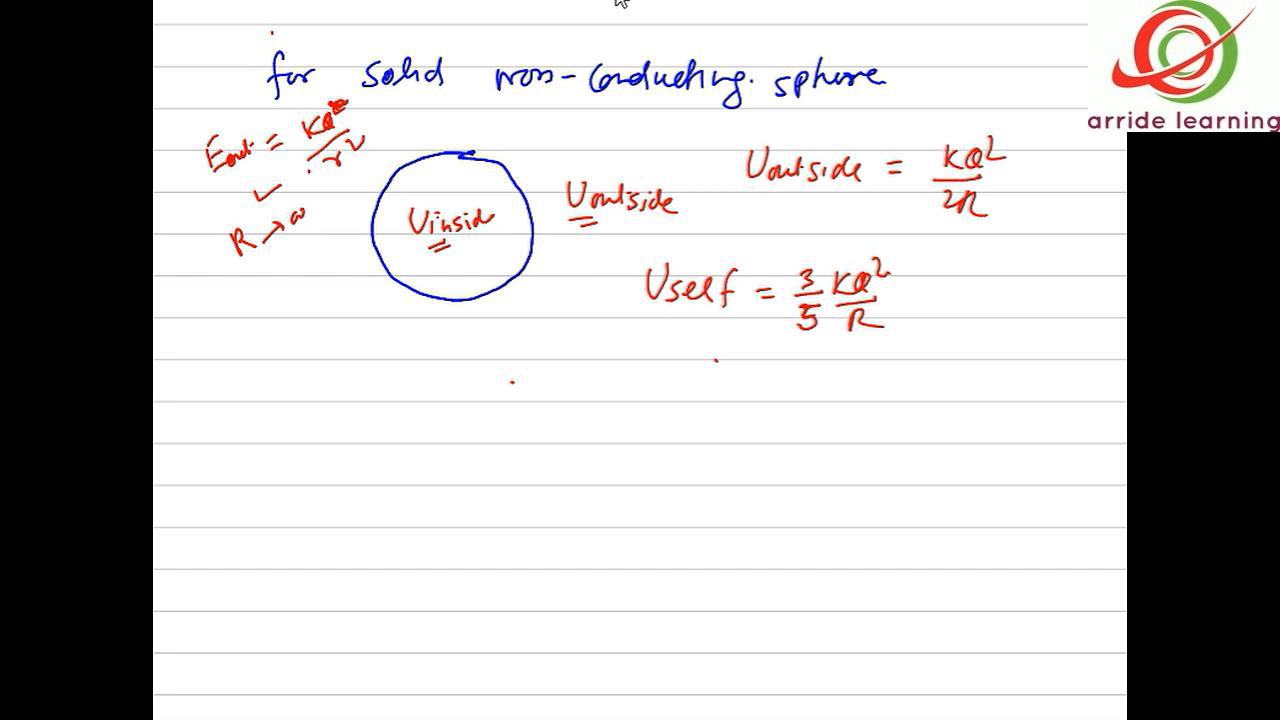 for solid non-conducting sphere
arride learning
Eout = KQ/r²
✓
R → ∞
Uinside
Uoutside
Uoutside = KQ²/2R
Uself = 3/5 KQ²/R